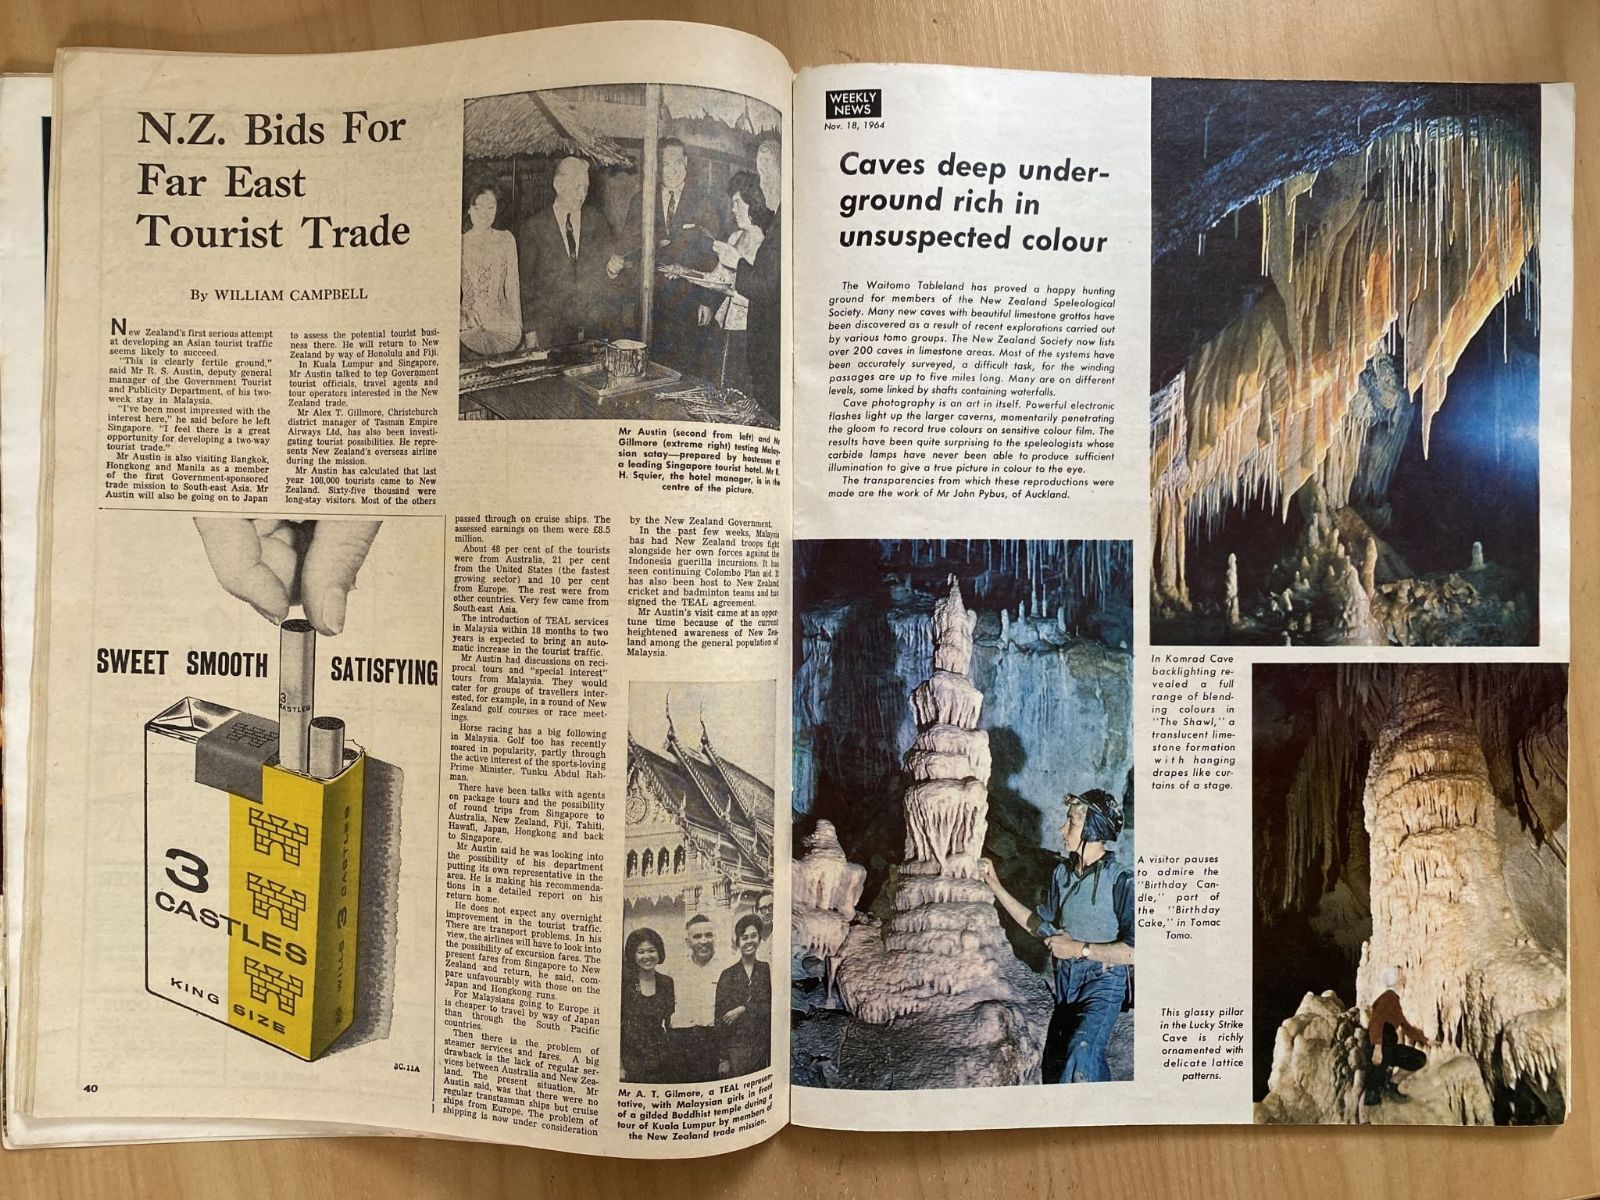 N.Z. Bids For
Far East
Tourist Trade
By WILLIAM CAMPBELL
New Zealand's first serious attempt
at developing an Asian tourist traffic
seems likely to succeed.
"This is clearly fertile ground,"
said Mr R. S. Austin, deputy general
manager of the Government Tourist
and Publicity Department, of his two-
week stay in Malaysia.
"I've been most impressed with the
interest here," he said before he left
Singapore. "I feel there is a great
opportunity for developing a two-way
tourist trade."
Mr Austin is also visiting Bangkok,
Hongkong and Manila as a member
of the first Government-sponsored
trade mission to South-east Asia. Mr
Austin will also be going on to Japan
to assess the potential tourist busi-
ness there. He will return to New
Zealand by way of Honolulu and Fiji.
In Kuala Lumpur and Singapore,
Mr Austin talked to top Government
tourist officials, travel agents and
tour operators interested in the New
Zealand trade.
Mr Alex T. Gillmore, Christchurch
district manager of Tasman Empire
Airways Ltd, has also been investi-
gating tourist possibilities. He repre-
sents New Zealand's overseas airline
during the mission.
Mr Austin has calculated that last
year 108,000 tourists came to New
Zealand. Sixty-five thousand were
long-stay visitors. Most of the others
Mr Austin (second from left) and Mr
Gillmore (extreme right) testing Malay-
sian satay—prepared by hostesses at
a leading Singapore tourist hotel. Mr
H. Squier, the hotel manager, is in the
centre of the picture.
passed through on cruise ships. The
assessed earnings on them were £8.5
million.
About 48 per cent of the tourists
were from Australia, 21 per cent
from the United States (the fastest
growing sector) and 10 per cent
from Europe. The rest were from
other countries. Very few came from
South-east Asia.
The introduction of TEAL services
in Malaysia within 18 months to two
years is expected to bring an auto-
matic increase in the tourist traffic.
Mr Austin had discussions on reci-
procal tours and "special interest"
tours from Malaysia. They would
cater for groups of travellers inter-
ested, for example, in a round of New
Zealand golf courses or race meet-
ings.
Horse racing has a big following
in Malaysia. Golf too has recently
soared in popularity, partly through
the active interest of the sports-loving
Prime Minister, Tunku Abdul Rah-
man.
There have been talks with agents
on package tours and the possibility
of round trips from Singapore to
Australia, New Zealand, Fiji, Tahiti,
Hawaii, Japan, Hongkong and back
to Singapore.
Mr Austin said he was looking into
the possibility of his department
putting its own representative in the
area. He is making his recommenda-
tions in a detailed report on his
return home.
He does not expect any overnight
improvement in the tourist traffic.
There are transport problems. In his
view, the airlines will have to look into
the possibility of excursion fares. The
present fares from Singapore to New
Zealand and return, he said, com-
pare unfavourably with those on the
Japan and Hongkong runs.
For Malaysians going to Europe it
is cheaper to travel by way of Japan
than through the South Pacific
countries.
Then there is the problem of
steamer services and fares. A big
drawback is the lack of regular ser-
vices between Australia and New Zea-
land. The present situation, Mr
Austin said, was that there were no
regular transtasman ships but cruise
ships from Europe. The problem of
shipping is now under consideration
by the New Zealand Government.
In the past few weeks, Malaysia
has had New Zealand troops fight
alongside her own forces against the
Indonesia guerilla incursions. It has
seen continuing Colombo Plan aid. It
has also been host to New Zealand
cricket and badminton teams and has
signed the TEAL agreement.
Mr Austin's visit came at an oppor-
tune time because of the current
heightened awareness of New Zea-
land among the general population of
Malaysia.
Mr A. T. Gilmore, a TEAL represen-
tative, with Malaysian girls in front
of a gilded Buddhist temple during a
tour of Kuala Lumpur by members of
the New Zealand trade mission.
SWEET SMOOTH SATISFYING
3
CASTLES
3
CASTLES
KING SIZE
WILLS 3 CASTLES
3C.11A
40
WEEKLY
NEWS
Nov. 18, 1964
Caves deep under-
ground rich in
unsuspected colour
The Waitomo Tableland has proved a happy hunting
ground for members of the New Zealand Speleological
Society. Many new caves with beautiful limestone grottos have
been discovered as a result of recent explorations carried out
by various tomo groups. The New Zealand Society now lists
over 200 caves in limestone areas. Most of the systems have
been accurately surveyed, a difficult task, for the winding
passages are up to five miles long. Many are on different
levels, some linked by shafts containing waterfalls.
Cave photography is an art in itself. Powerful electronic
flashes light up the larger caverns, momentarily penetrating
the gloom to record true colours on sensitive colour film. The
results have been quite surprising to the speleologists whose
carbide lamps have never been able to produce sufficient
illumination to give a true picture in colour to the eye.
The transparencies from which these reproductions were
made are the work of Mr John Pybus, of Auckland.
In Komrad Cave
backlighting re-
vealed a full
range of blend-
ing colours in
"The Shawl," a
translucent lime-
stone formation
with hanging
drapes like cur-
tains of a stage.
A visitor pauses
to admire the
"Birthday Can-
dle," part of
the "Birthday
Cake," in Tomac
Tomo.
This glassy pillar
in the Lucky Strike
Cave is richly
ornamented with
delicate lattice
patterns.